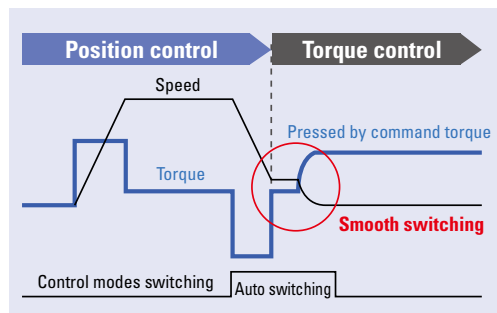 Position control
Torque control
Speed
Pressed by command torque
Torque
Smooth switching
Control modes switching
Auto switching